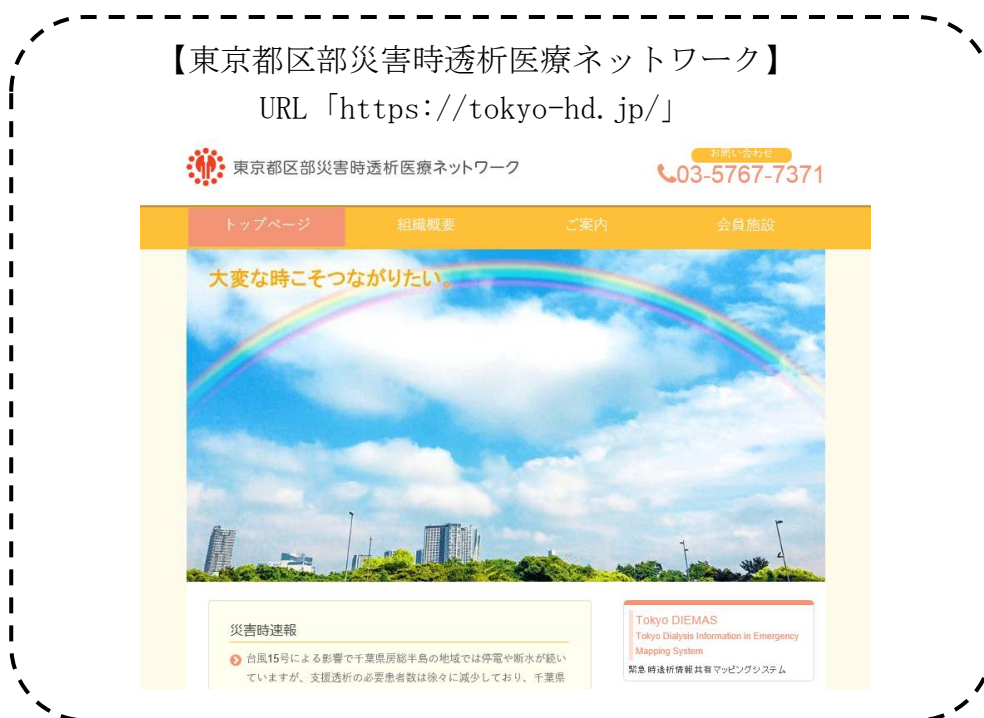 【東京都区部災害時透析医療ネットワーク】
URL「https://tokyo-hd.jp/」
東京都区部災害時透析医療ネットワーク
お問い合わせ
03-5767-7371
トップページ 組織概要 ご案内 会員施設
大変な時こそつながりたい。
災害時速報
台風15号による影響で千葉県房総半島の地域では停電や断水が続い
ていますが、支援透析の必要患者数は徐々に減少しており、千葉県
Tokyo DIEMAS
Tokyo Dialysis Information in Emergency
Mapping System
緊急時透析情報共有マッピングシステム